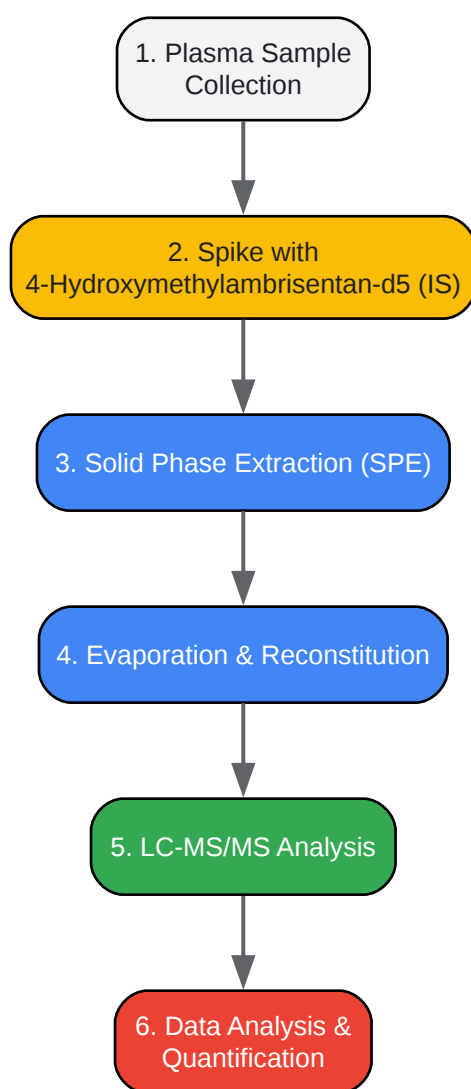 1. Plasma Sample
Collection
2. Spike with
4-Hydroxymethylambrisentan-d5 (IS)
3. Solid Phase Extraction (SPE)
4. Evaporation & Reconstitution
5. LC-MS/MS Analysis
6. Data Analysis &
Quantification